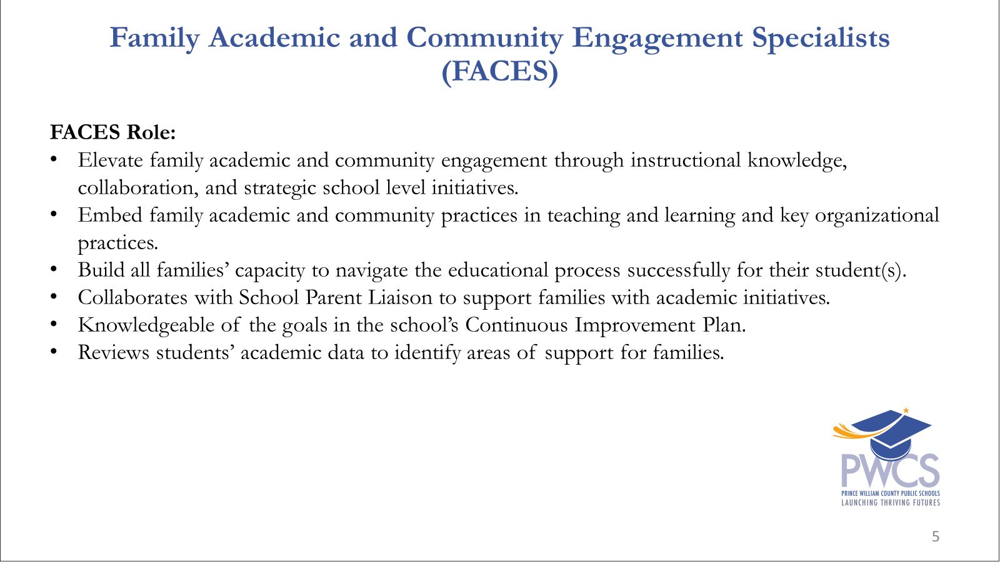 Family Academic and Community Engagement Specialists
(FACES)
FACES Role:
• Elevate family academic and community engagement through instructional knowledge,
collaboration, and strategic school level initiatives.
• Embed family academic and community practices in teaching and learning and key organizational
practices.
• Build all families’ capacity to navigate the educational process successfully for their student(s).
• Collaborates with School Parent Liaison to support families with academic initiatives.
• Knowledgeable of the goals in the school’s Continuous Improvement Plan.
• Reviews students’ academic data to identify areas of support for families.
PWCS
PRINCE WILLIAM COUNTY PUBLIC SCHOOLS
LAUNCHING THRIVING FUTURES
5